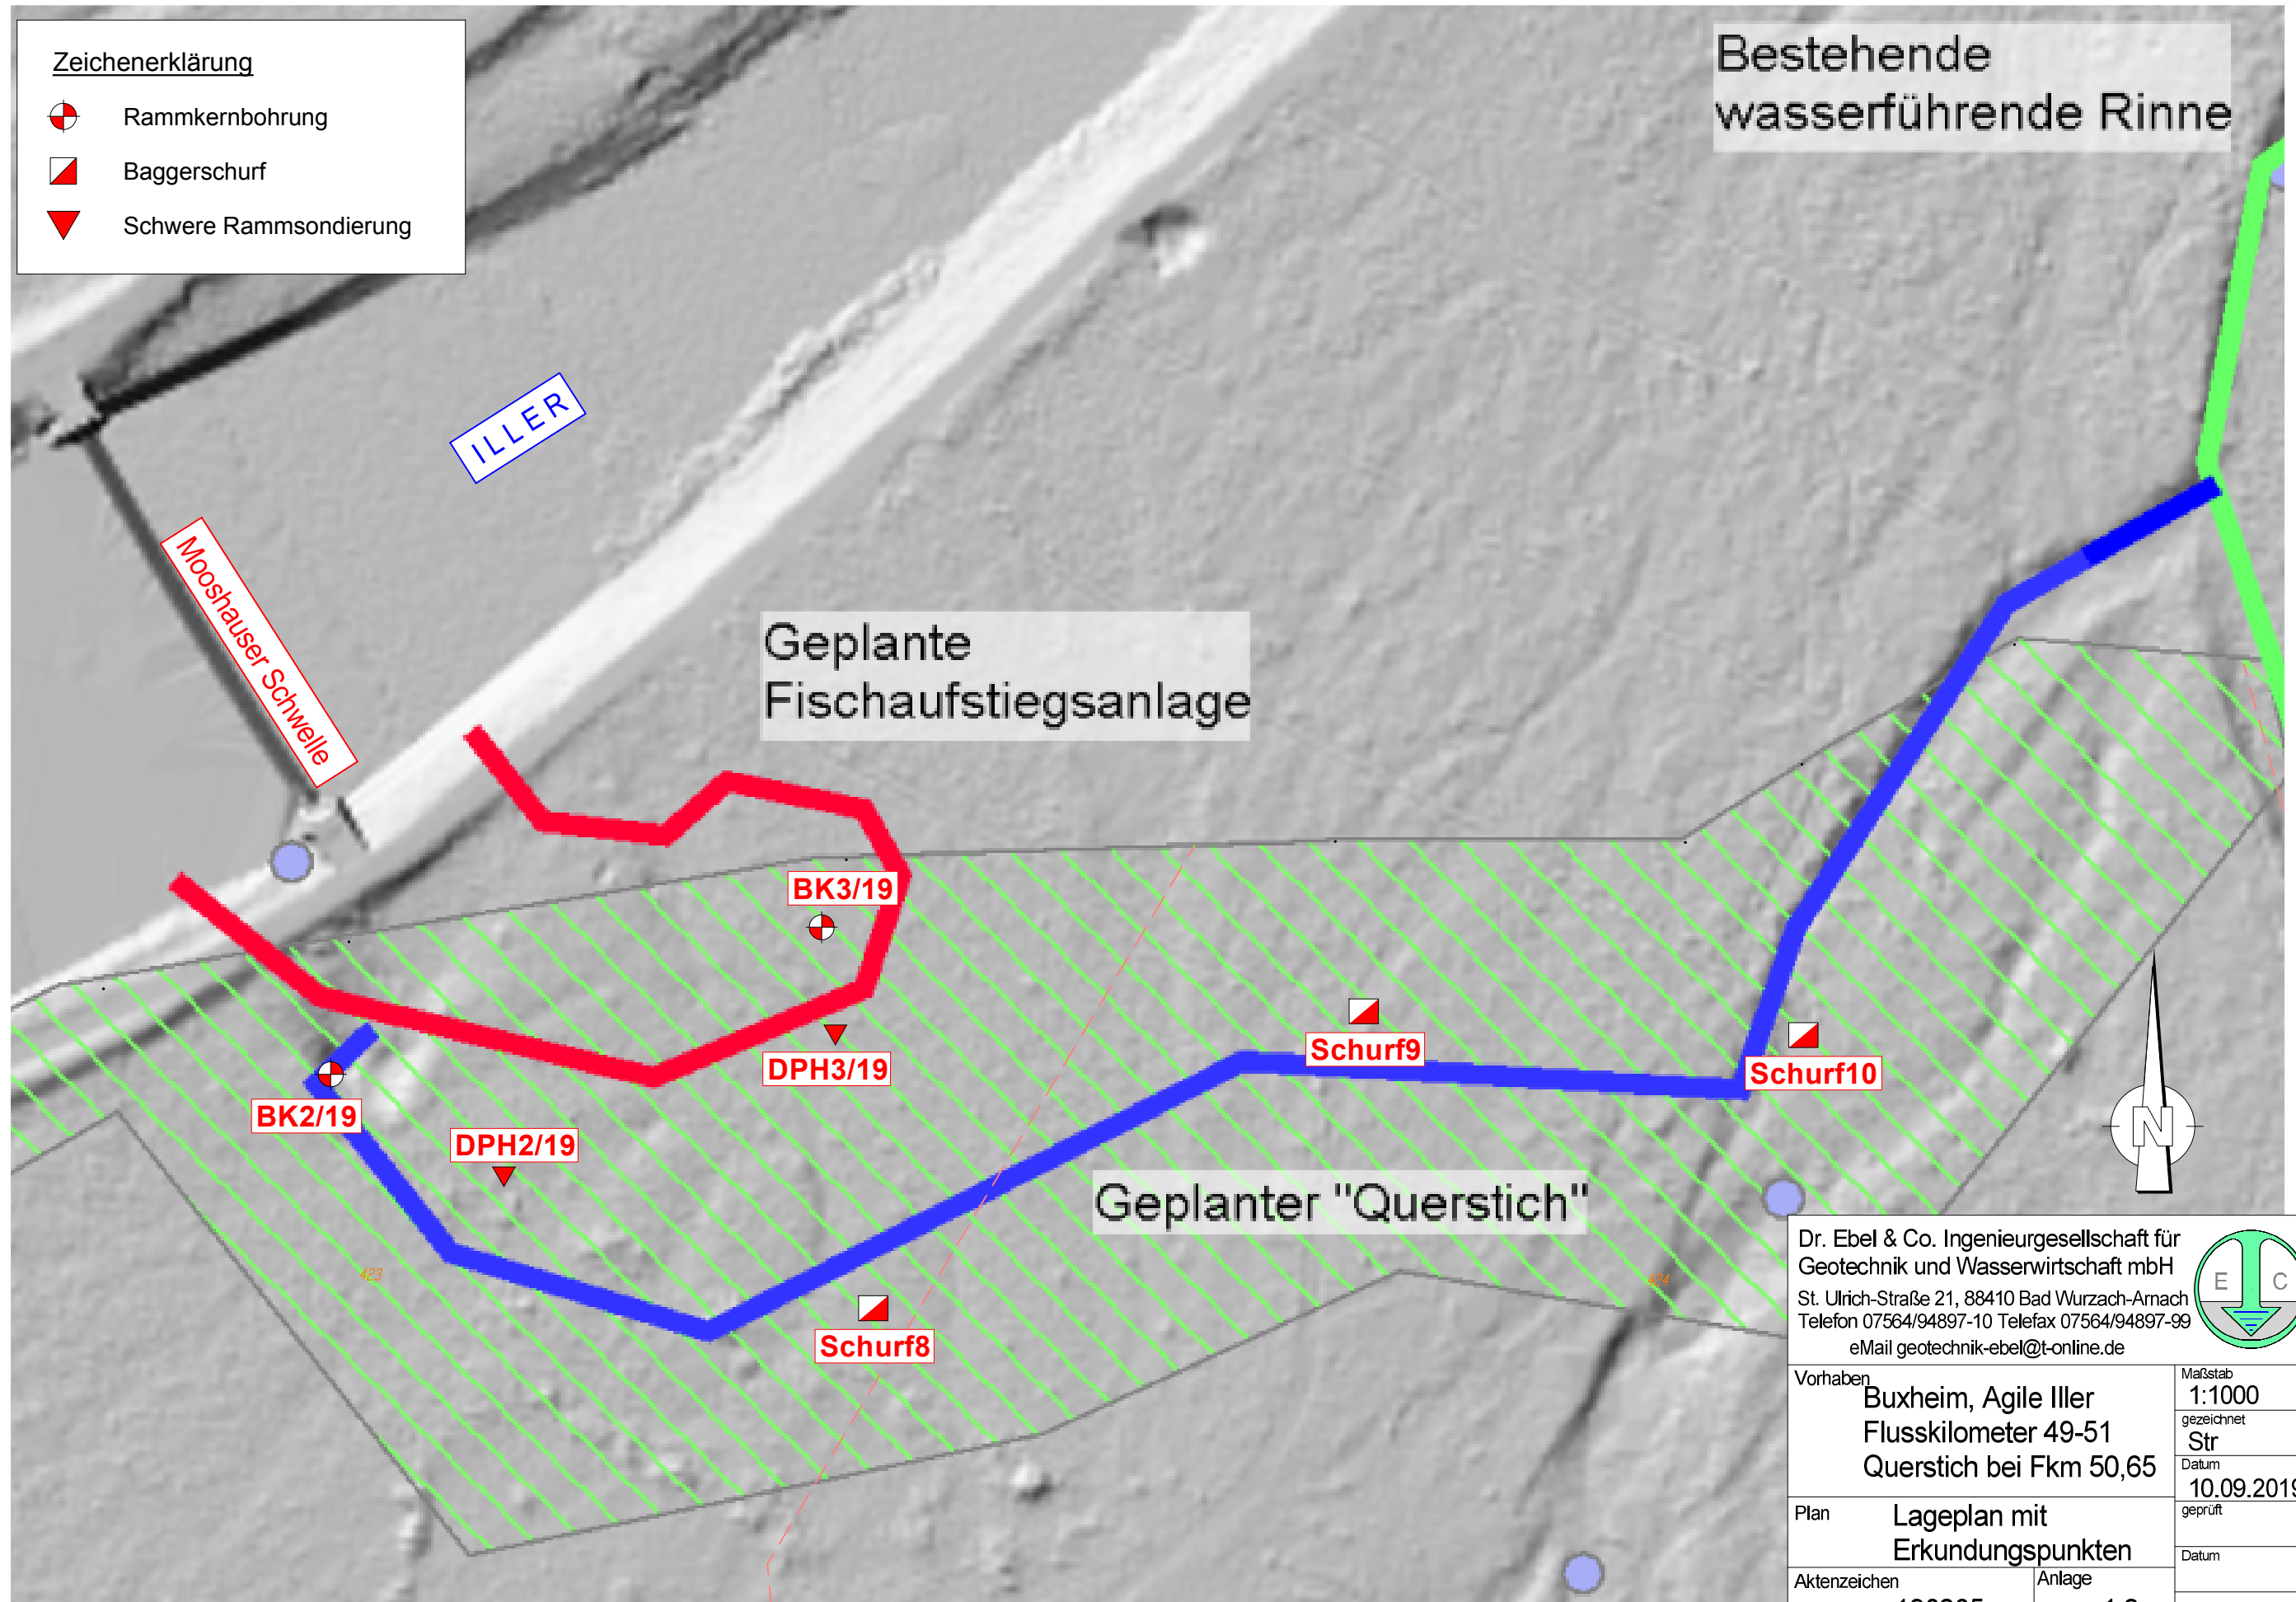 Zeichenerklärung
Rammkernbohrung
Baggerschurf
Schwere Rammsondierung
Bestehende
wasserführende Rinne
ILLER
Mooshauser Schwelle
Geplante
Fischaufstiegsanlage
BK3/19
DPH3/19
BK2/19
DPH2/19
Schurf9
Schurf10
Geplanter "Querstich"
Schurf8
423
424
N
Dr. Ebel & Co. Ingenieurgesellschaft für
Geotechnik und Wasserwirtschaft mbH
St. Ulrich-Straße 21, 88410 Bad Wurzach-Arnach
Telefon 07564/94897-10 Telefax 07564/94897-99
eMail geotechnik-ebel@t-online.de
E C
Vorhaben
Buxheim, Agile Iller
Flusskilometer 49-51
Querstich bei Fkm 50,65
Maßstab
1:1000
gezeichnet
Str
Datum
10.09.2019
geprüft
Datum
Plan
Lageplan mit
Erkundungspunkten
Aktenzeichen
Anlage